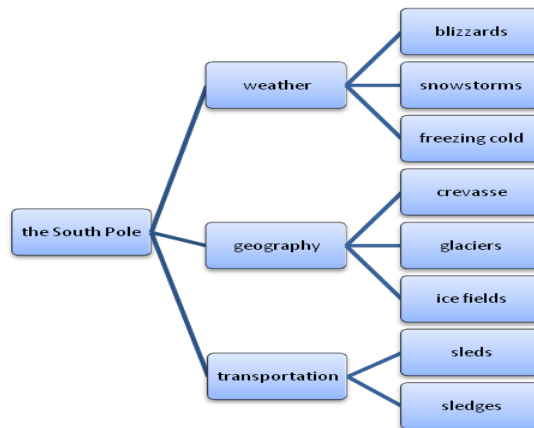 the South Pole
weather
blizzards
snowstorms
freezing cold
geography
crevasse
glaciers
ice fields
transportation
sleds
sledges